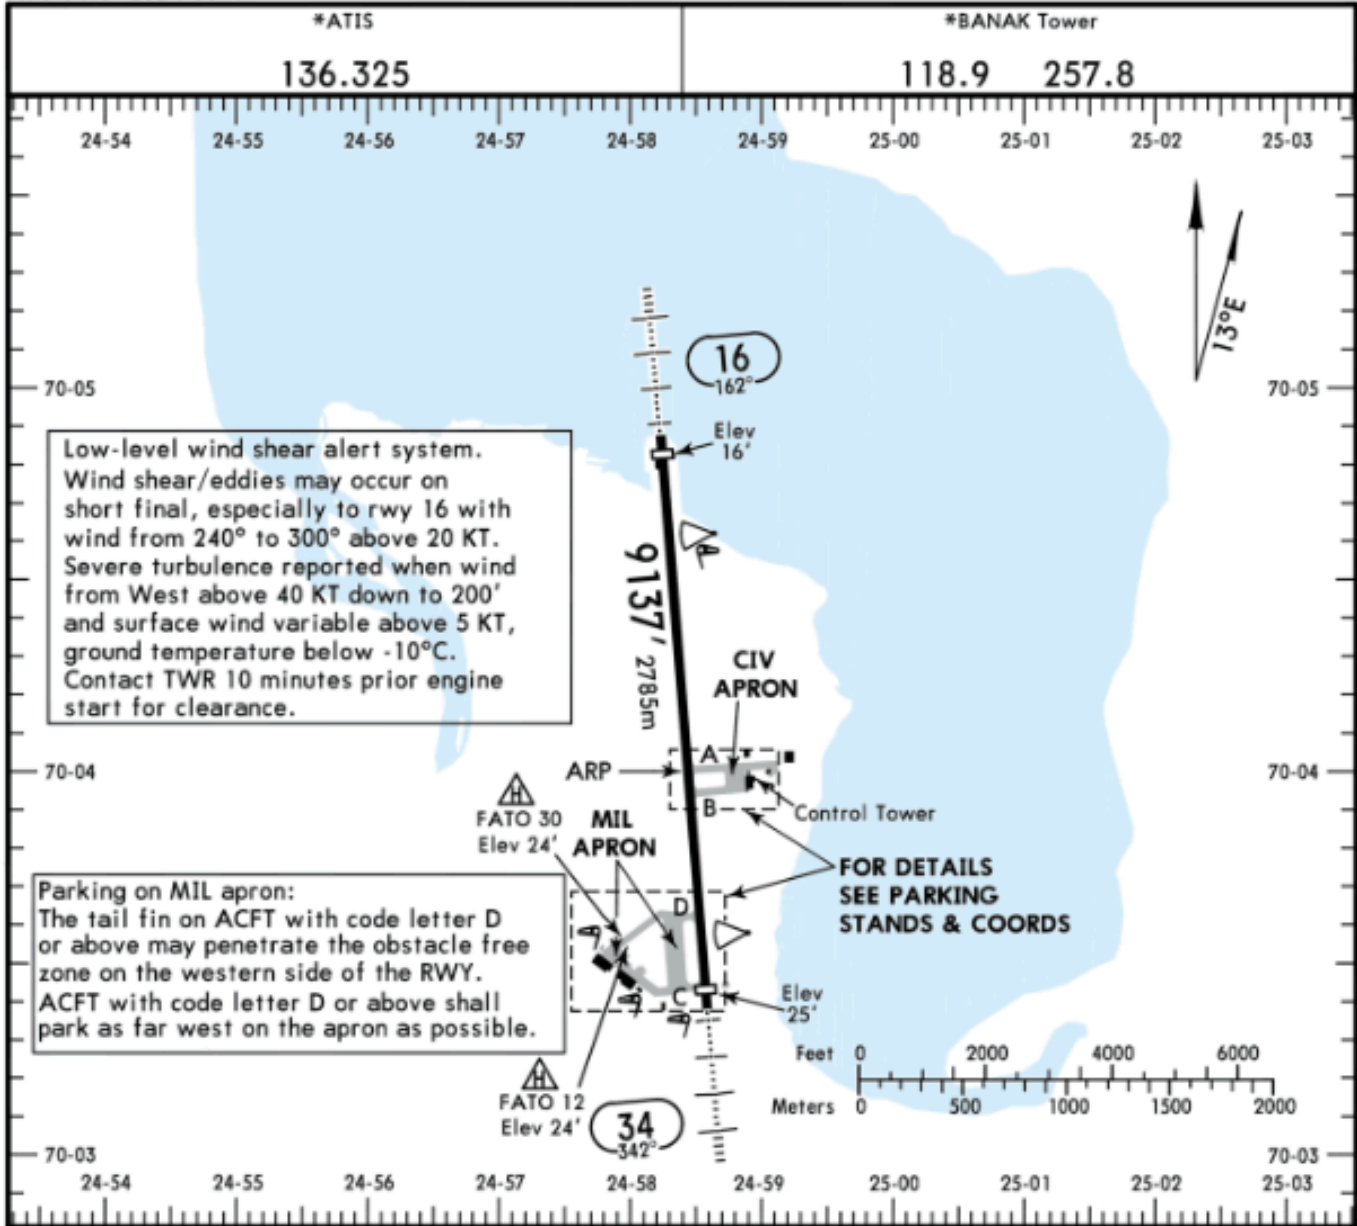 *ATIS
136.325
*BANAK Tower
118.9 257.8
24-54 24-55 24-56 24-57 24-58 24-59 25-00 25-01 25-02 25-03
13°E
16
162°
70-05
70-05
Elev
16'
Low-level wind shear alert system.
Wind shear/eddies may occur on
short final, especially to rwy 16 with
wind from 240° to 300° above 20 KT.
Severe turbulence reported when wind
from West above 40 KT down to 200'
and surface wind variable above 5 KT,
ground temperature below -10°C.
Contact TWR 10 minutes prior engine
start for clearance.
9137'
2785m
CIV
APRON
A
B
ARP
70-04
70-04
Control Tower
H
FATO 30
Elev 24'
MIL
APRON
FOR DETAILS
SEE PARKING
STANDS & COORDS
Parking on MIL apron:
The tail fin on ACFT with code letter D
or above may penetrate the obstacle free
zone on the western side of the RWY.
ACFT with code letter D or above shall
park as far west on the apron as possible.
D
C
Elev
25'
H
FATO 12
Elev 24'
34
342°
Feet 0 2000 4000 6000
Meters 0 500 1000 1500 2000
70-03
70-03
24-54 24-55 24-56 24-57 24-58 24-59 25-00 25-01 25-02 25-03